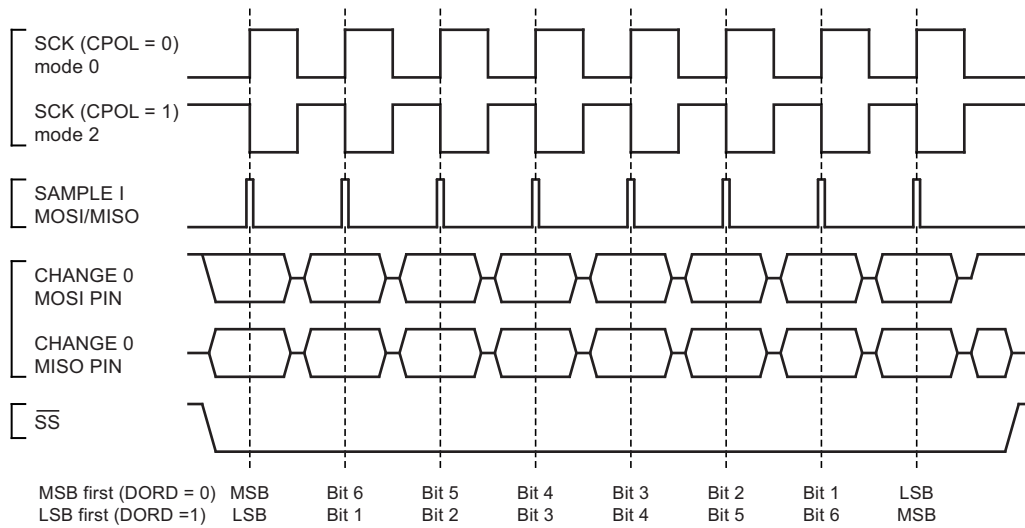 SCK (CPOL = 0)
mode 0
SCK (CPOL = 1)
mode 2
SAMPLE I
MOSI/MISO
CHANGE 0
MOSI PIN
CHANGE 0
MISO PIN
SS
MSB first (DORD = 0) MSB Bit 6 Bit 5 Bit 4 Bit 3 Bit 2 Bit 1 LSB
LSB first (DORD =1) LSB Bit 1 Bit 2 Bit 3 Bit 4 Bit 5 Bit 6 MSB